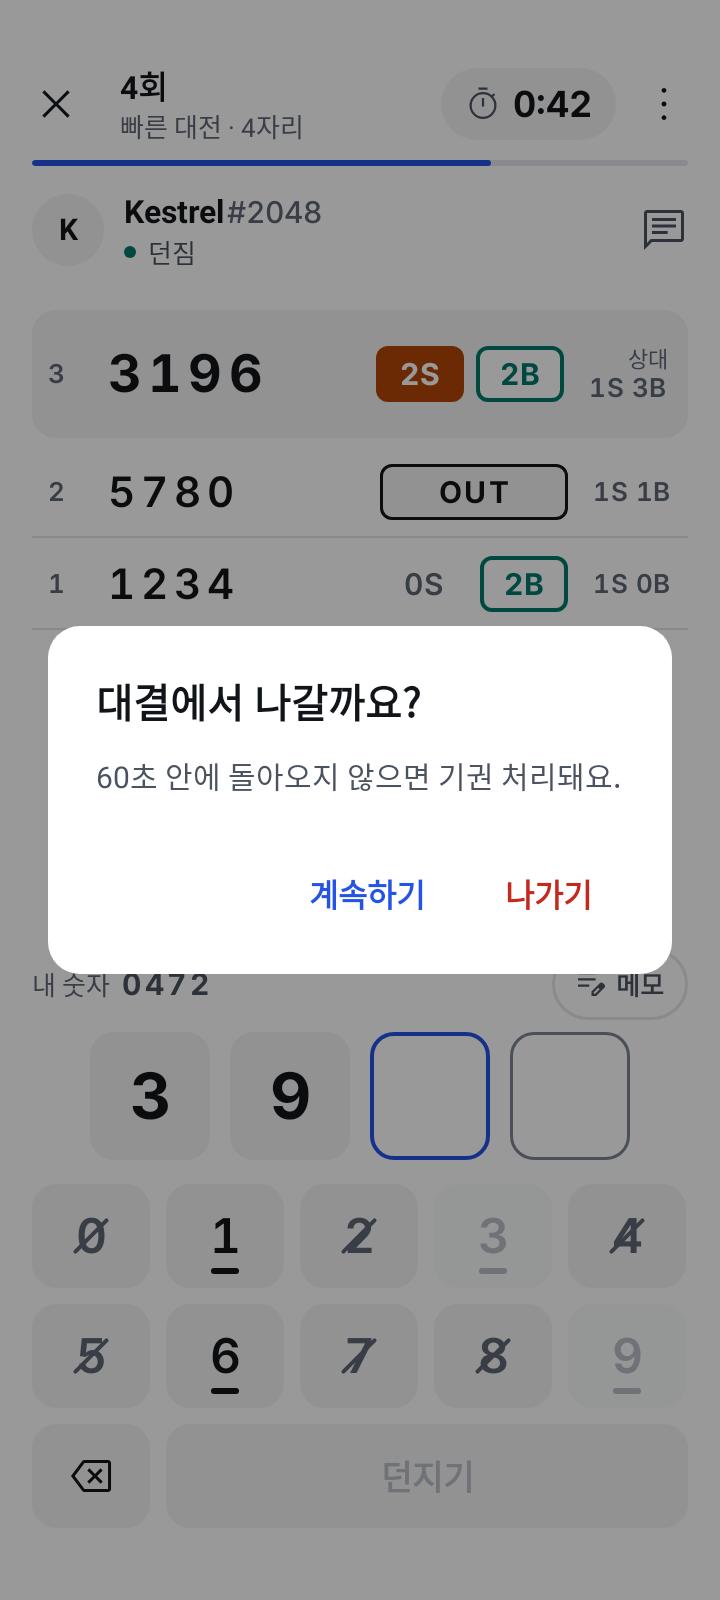 4회
빠른 대전 · 4자리
0:42
K
Kestrel#2048
던짐
3 3196 2S 2B 상대 1S 3B
2 5780 OUT 1S 1B
1 1234 0S 2B 1S 0B
대결에서 나갈까요?
60초 안에 돌아오지 않으면 기권 처리돼요.
계속하기 나가기
내 숫자 0472 메모
3 9
0 1 2 3 4
5 6 7 8 9
던지기